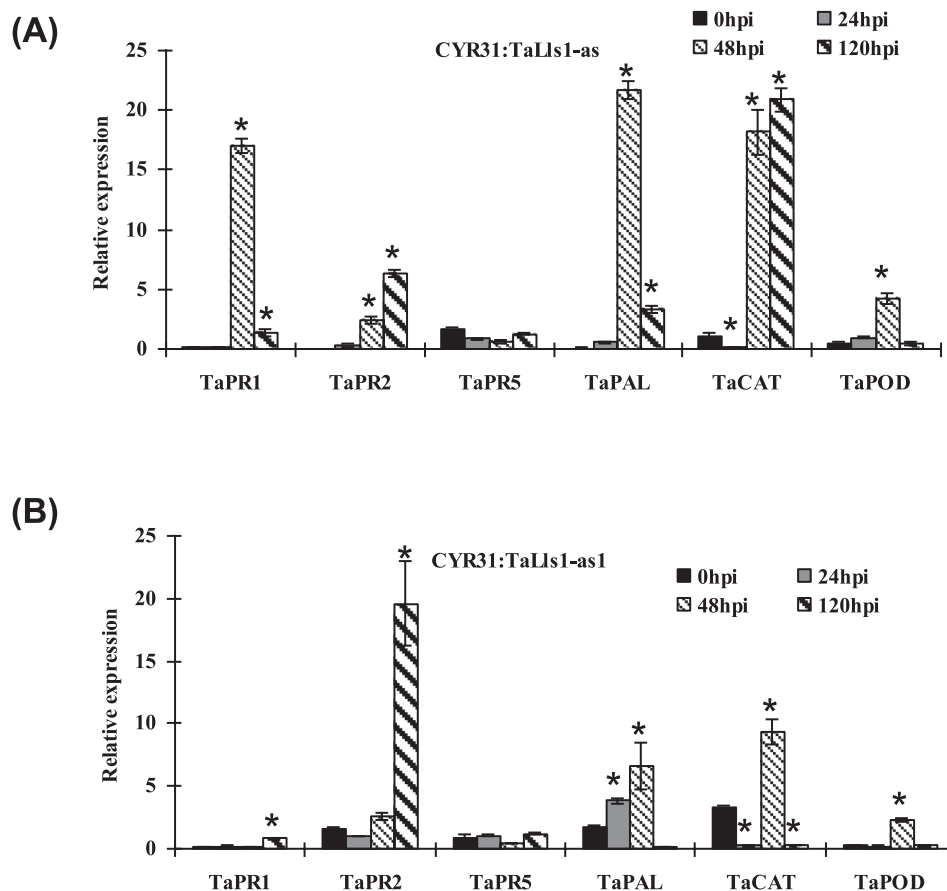 (A)
0hpi 24hpi
48hpi 120hpi
CYR31:TaLls1-as
25
20
15
10
5
0
Relative expression
* * * * * * * * * *
TaPR1 TaPR2 TaPR5 TaPAL TaCAT TaPOD
(B)
CYR31:TaLls1-as1
0hpi 24hpi
48hpi 120hpi
25
20
15
10
5
0
Relative expression
* * * * * * * *
TaPR1 TaPR2 TaPR5 TaPAL TaCAT TaPOD